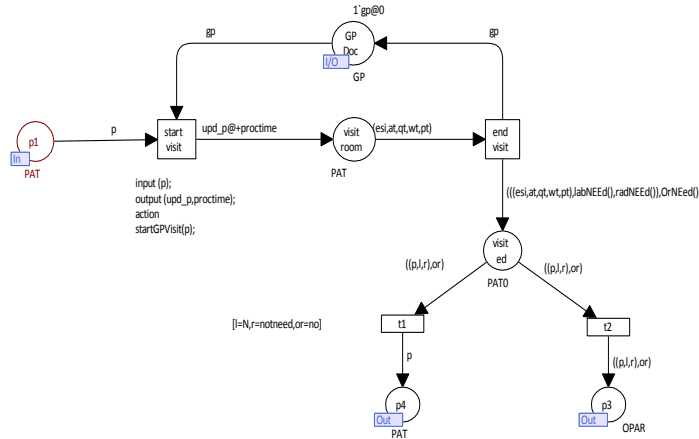 1`gp@0
gp
GP
Doc
gp
I/O
GP
p1
In
PAT
p
start
visit
upd_p@+proctime
visit
room
PAT
(esi,at,qt,wt,pt)
end
visit
input (p);
output (upd_p,proctime);
action
startGPVisit(p);
(((esi,at,qt,wt,pt),labNEEd(),radNEEd()),OrNEed()
visit
ed
PAT0
((p,l,r),or)
((p,l,r),or)
[l=N,r=notneed,or=no]
t1
t2
p
((p,l,r),or)
p4
Out
PAT
p3
Out
OPAR